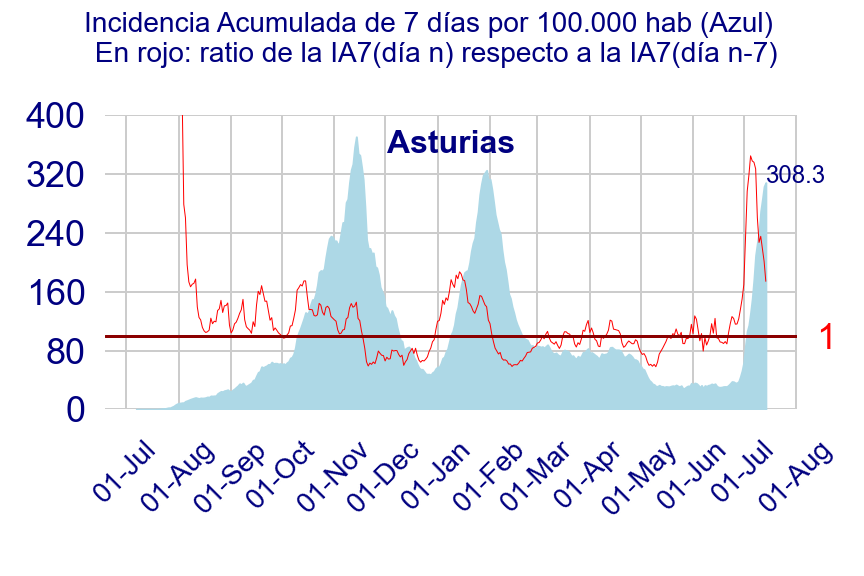 Incidencia Acumulada de 7 días por 100.000 hab (Azul)
En rojo: ratio de la IA7(día n) respecto a la IA7(día n-7)
400
Asturias
320
308.3
240
160
1
80
0
01-Jul
01-Aug
01-Sep
01-Oct
01-Nov
01-Dec
01-Jan
01-Feb
01-Mar
01-Apr
01-May
01-Jun
01-Jul
01-Aug